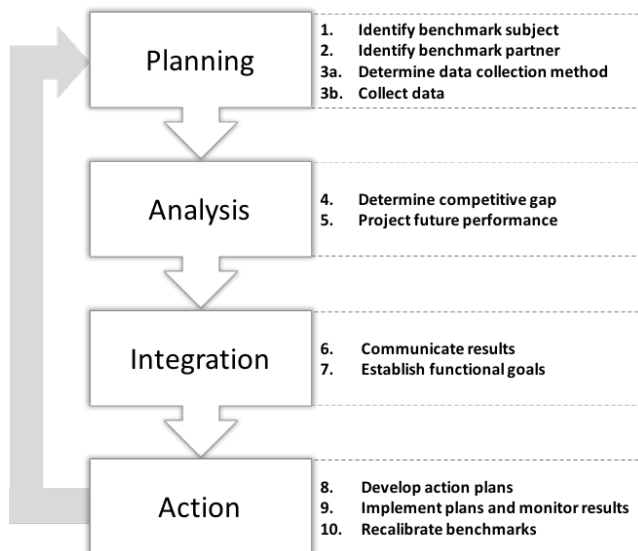 Planning
1. Identify benchmark subject
2. Identify benchmark partner
3a. Determine data collection method
3b. Collect data
Analysis
4. Determine competitive gap
5. Project future performance
Integration
6. Communicate results
7. Establish functional goals
Action
8. Develop action plans
9. Implement plans and monitor results
10. Recalibrate benchmarks